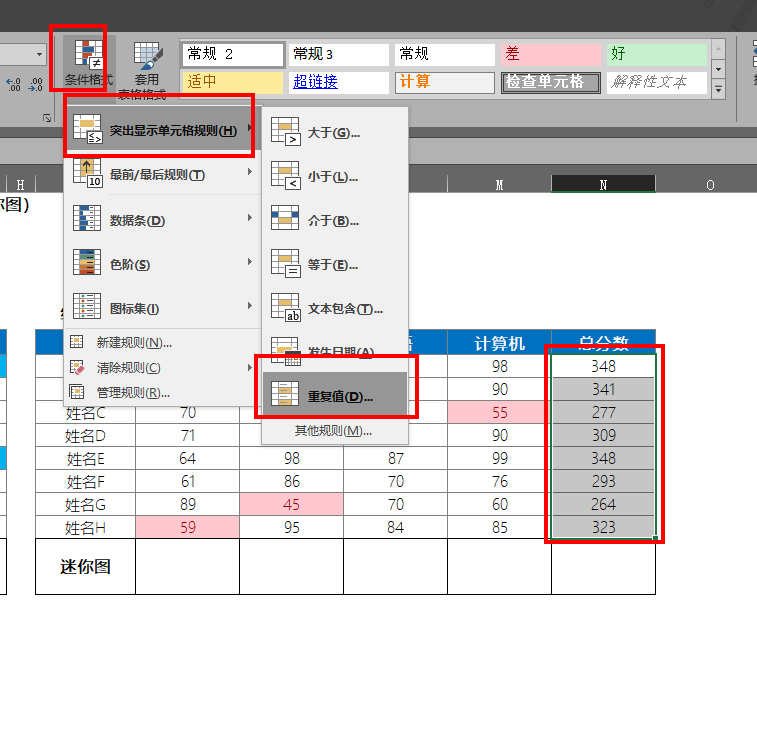 常规 2 常规 3 常规 差 好
条件格式 套用
表格格式
适中 超链接 计算 检查单元格 解释性文本
.00
.00
突出显示单元格规则(H)
最前/最后规则(T)
数据条(D)
色阶(S)
图标集(I)
新建规则(N)...
清除规则(C)
管理规则(R)...
大于(G)...
小于(L)...
介于(B)...
等于(E)...
文本包含(T)...
发生日期(A)...
重复值(D)...
其他规则(M)...
H M N O
图)
计算机 总分数
98 348
90 341
姓名C 70 55 277
姓名D 71 90 309
姓名E 64 98 87 99 348
姓名F 61 86 70 76 293
姓名G 89 45 70 60 264
姓名H 59 95 84 85 323
迷你图